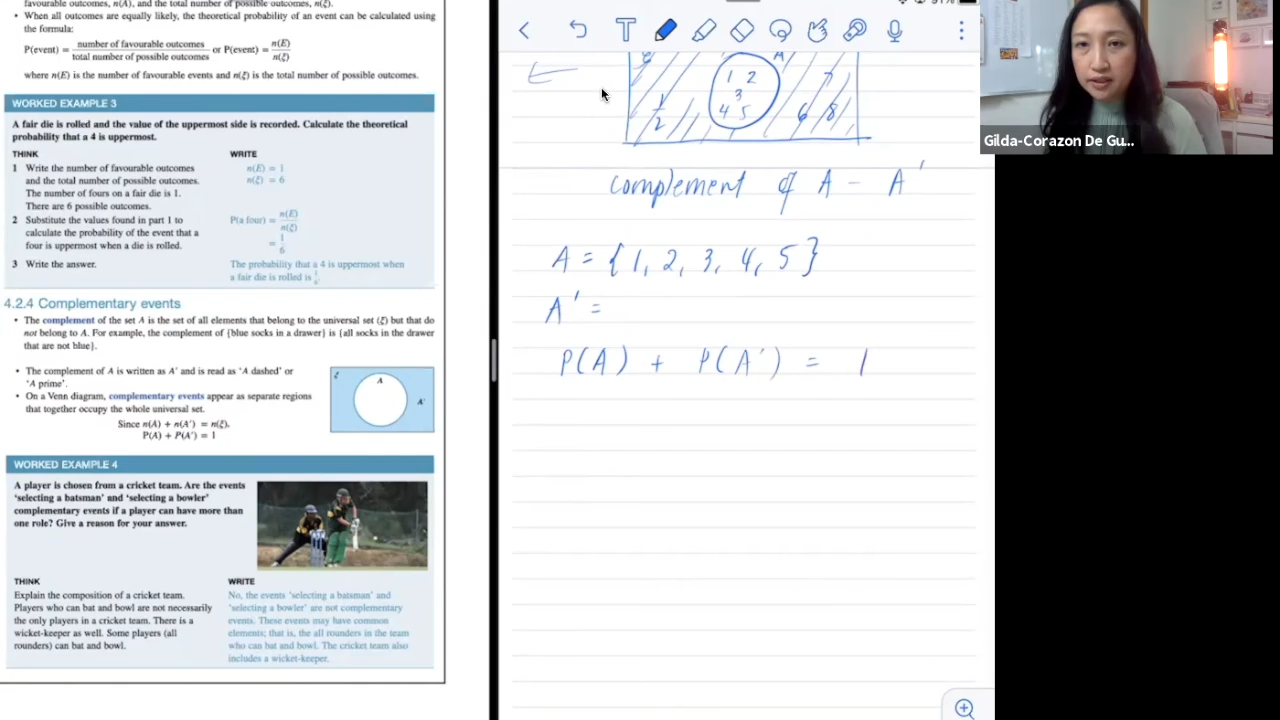 favourable outcomes, n(A), and the total number of possible outcomes, n(ξ).
• When all outcomes are equally likely, the theoretical probability of an event can be calculated using
the formula:
P(event) = number of favourable outcomes / total number of possible outcomes or P(event) = n(E) / n(ξ)
where n(E) is the number of favourable events and n(ξ) is the total number of possible outcomes.
WORKED EXAMPLE 3
A fair die is rolled and the value of the uppermost side is recorded. Calculate the theoretical
probability that a 4 is uppermost.
THINK
1 Write the number of favourable outcomes
and the total number of possible outcomes.
The number of fours on a fair die is 1.
There are 6 possible outcomes.
2 Substitute the values found in part 1 to
calculate the probability of the event that a
four is uppermost when a die is rolled.
3 Write the answer.
WRITE
n(E) = 1
n(ξ) = 6
P(a four) = n(E) / n(ξ)
= 1 / 6
The probability that a 4 is uppermost when
a fair die is rolled is 1/6.
4.2.4 Complementary events
• The complement of the set A is the set of all elements that belong to the universal set (ξ) but that do
not belong to A. For example, the complement of {blue socks in a drawer} is {all socks in the drawer
that are not blue}.
• The complement of A is written as A' and is read as 'A dashed' or
'A prime'.
• On a Venn diagram, complementary events appear as separate regions
that together occupy the whole universal set.
Since n(A) + n(A') = n(ξ),
P(A) + P(A') = 1
ξ
A
A'
WORKED EXAMPLE 4
A player is chosen from a cricket team. Are the events
'selecting a batsman' and 'selecting a bowler'
complementary events if a player can have more than
one role? Give a reason for your answer.
THINK
Explain the composition of a cricket team.
Players who can bat and bowl are not necessarily
the only players in a cricket team. There is a
wicket-keeper as well. Some players (all
rounders) can bat and bowl.
WRITE
No, the events 'selecting a batsman' and
'selecting a bowler' are not complementary
events. These events may have common
elements; that is, the all rounders in the team
who can bat and bowl. The cricket team also
includes a wicket-keeper.
A
1 2
3
4 5
7
6 8
complement of A - A'
A = {1, 2, 3, 4, 5}
A' =
P(A) + P(A') = 1
T
91%
Gilda-Corazon De Gu...